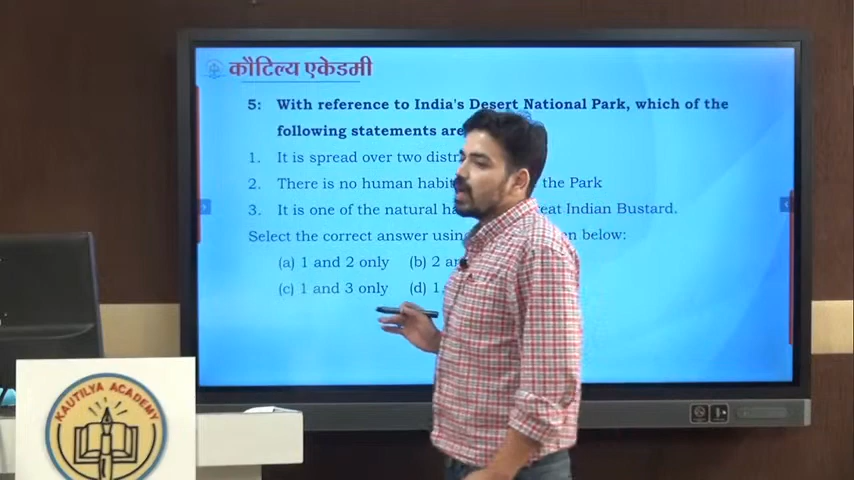 कौटिल्य एकेडमी
5: With reference to India's Desert National Park, which of the
following statements are
1. It is spread over two distr
2. There is no human habit the Park
3. It is one of the natural ha eat Indian Bustard.
Select the correct answer usin n below:
(a) 1 and 2 only (b) 2 an
(c) 1 and 3 only (d) 1
KAUTILYA ACADEMY